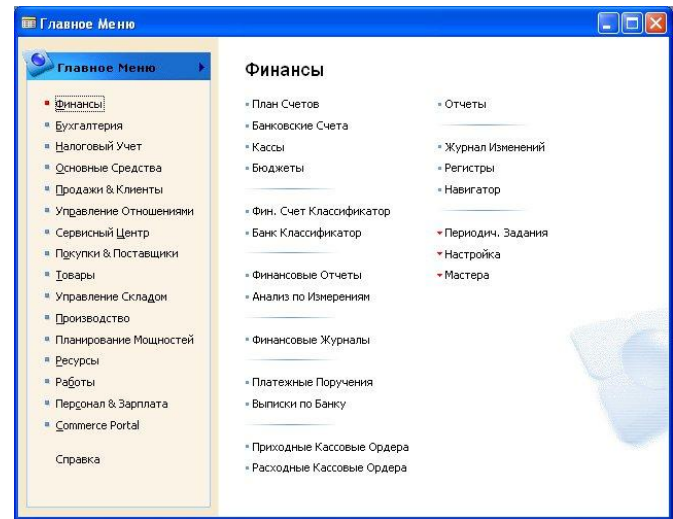 Главное Меню
Главное Меню
Финансы
Бухгалтерия
Налоговый Учет
Основные Средства
Продажи & Клиенты
Управление Отношениями
Сервисный Центр
Покупки & Поставщики
Товары
Управление Складом
Производство
Планирование Мощностей
Ресурсы
Работы
Персонал & Зарплата
Commerce Portal
Справка
Финансы
План Счетов
Банковские Счета
Кассы
Бюджеты
Фин. Счет Классификатор
Банк Классификатор
Финансовые Отчеты
Анализ по Измерениям
Финансовые Журналы
Платежные Поручения
Выписки по Банку
Приходные Кассовые Ордера
Расходные Кассовые Ордера
Отчеты
Журнал Изменений
Регистры
Навигатор
Периодич. Задания
Настройка
Мастера